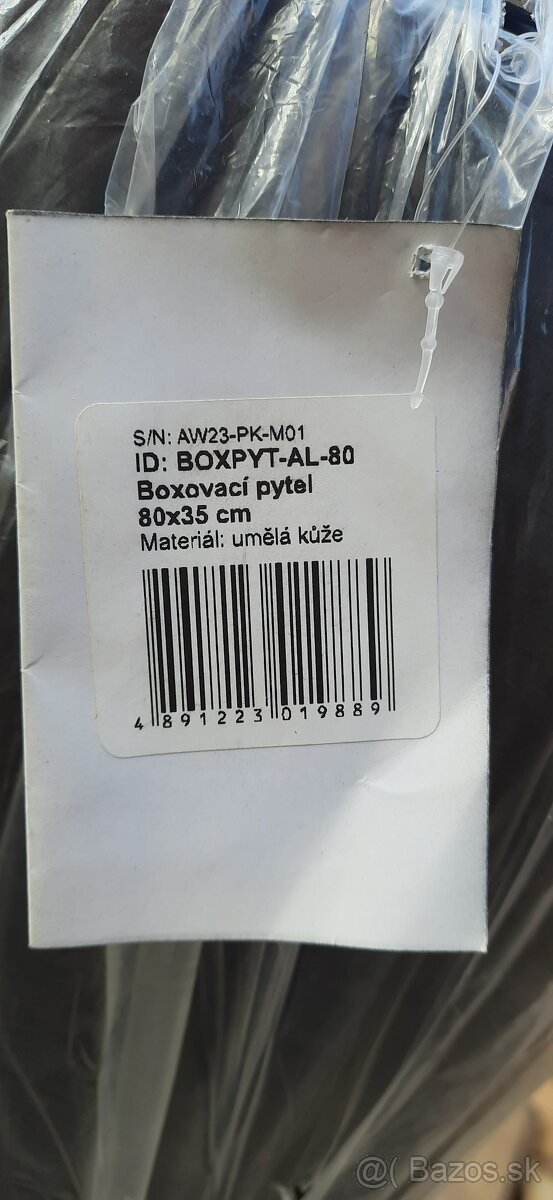 S/N: AW23-PK-M01
ID: BOXPYT-AL-80
Boxovací pytel
80x35 cm
Materiál: umělá kůže
4 891223 019889
@( Bazos.sk